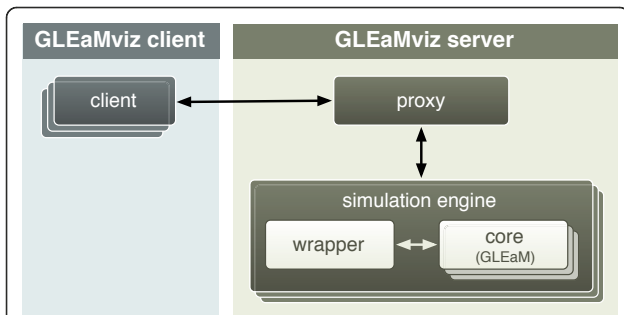 GLEaMviz client
GLEaMviz server
client
proxy
simulation engine
wrapper
core
(GLEaM)